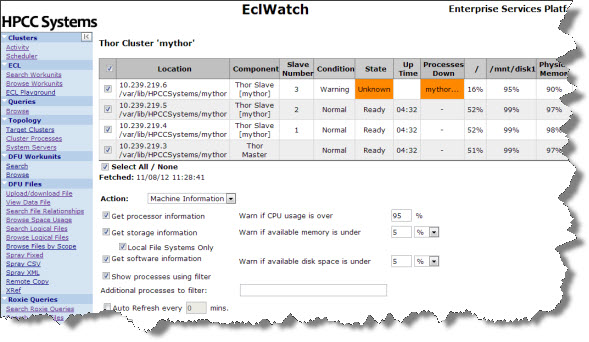 HPCC Systems
EclWatch
Enterprise Services Platf
Clusters
Activity
Scheduler
ECL
Search Workunits
Browse Workunits
ECL Playground
Queries
Browse
Topology
Target Clusters
Cluster Processes
System Servers
DFU Workunits
Search
Browse
DFU Files
Upload/download File
View Data File
Search File Relationships
Browse Space Usage
Search Logical Files
Browse Logical Files
Browse Files by Scope
Spray Fixed
Spray CSV
Spray XML
Remote Copy
XRef
Roxie Queries
Search Roxie Queries
Thor Cluster 'mythor'
Location Component Slave Number Condition State Up Time Processes Down / /mnt/disk1 Physic Memor
10.239.219.6 /var/lib/HPCCSystems/mythor Thor Slave [mythor] 3 Warning Unknown mythor... 16% 95% 90%
10.239.219.5 /var/lib/HPCCSystems/mythor Thor Slave [mythor] 2 Normal Ready 04:32 - 52% 99% 97%
10.239.219.4 /var/lib/HPCCSystems/mythor Thor Slave [mythor] 1 Normal Ready 04:32 - 52% 99% 98%
10.239.219.3 /var/lib/HPCCSystems/mythor Thor Master Normal Ready 04:32 - 51% 99% 97%
Select All / None
Fetched: 11/08/12 11:28:41
Action: Machine Information
Get processor information Warn if CPU usage is over 95 %
Get storage information Warn if available memory is under 5 %
Local File Systems Only
Get software information Warn if available disk space is under 5 %
Show processes using filter
Additional processes to filter:
Auto Refresh every 0 mins.